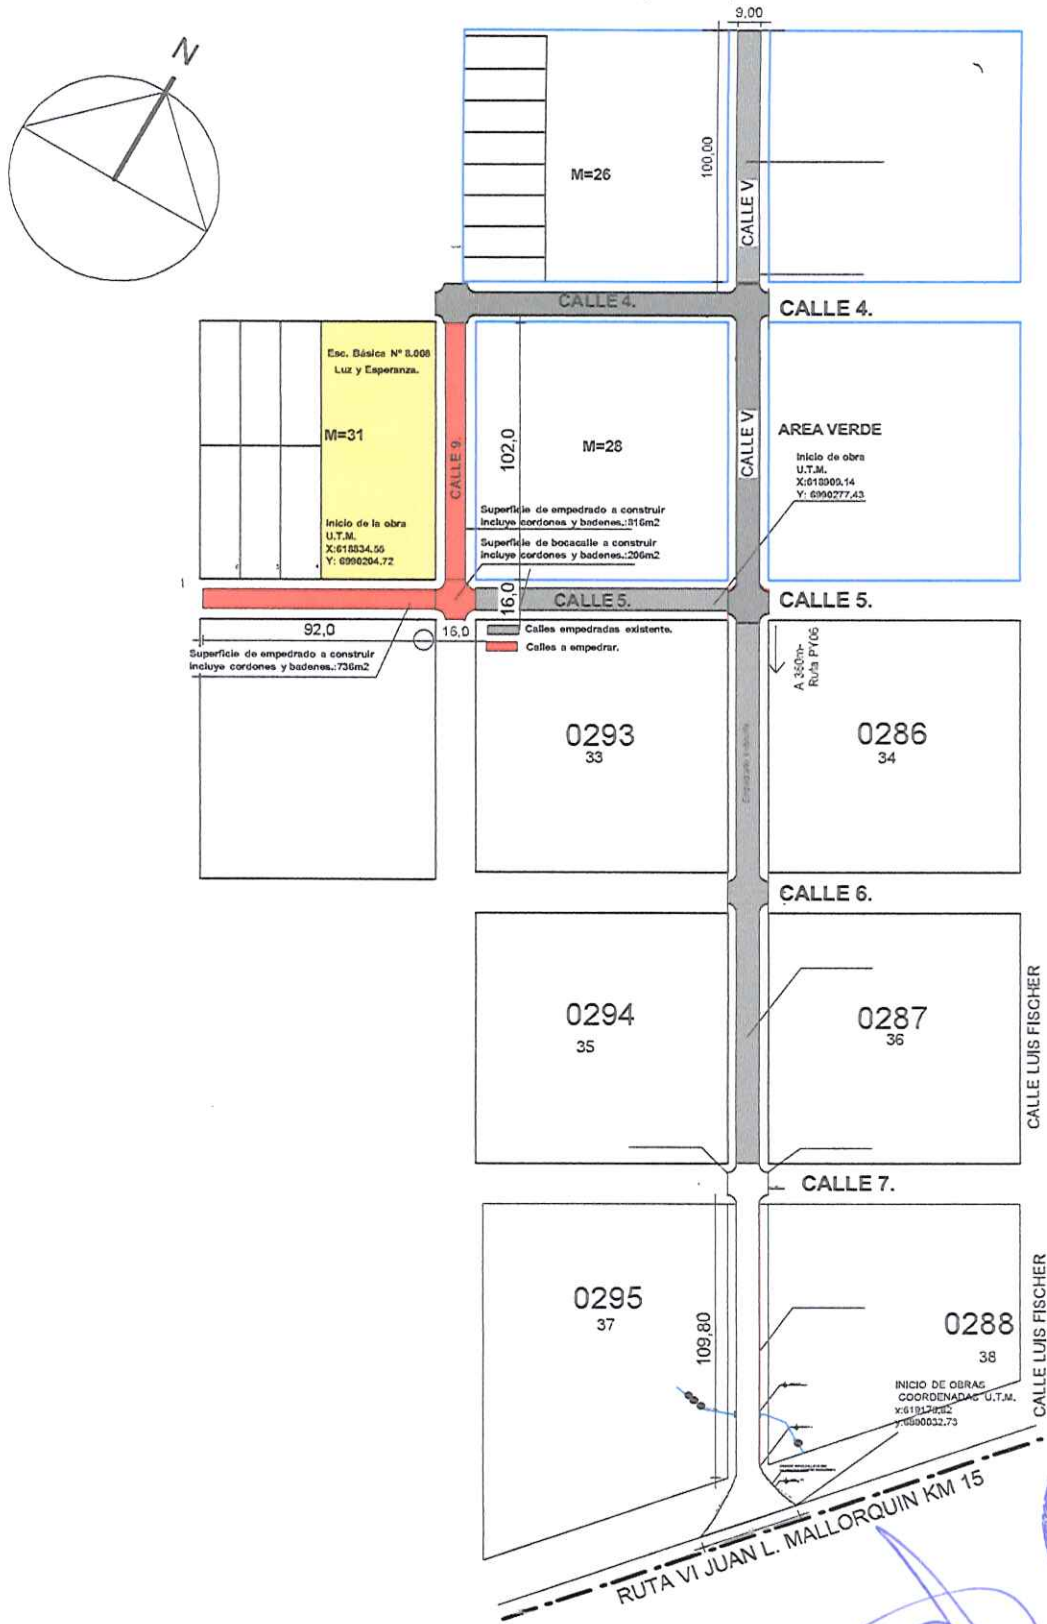 9,00
N
M=26
100,00
CALLE V
CALLE 4.
CALLE 4.
Esc. Básica Nº 8.008
Luz y Esperanza.
M=31
CALLE 9.
102,0
M=28
CALLE V
AREA VERDE
Inicio de obra
U.T.M.
X:618909.14
Y: 6990277.43
Superficie de empedrado a construir
incluye cordones y badenes.:816m2
Inicio de la obra
U.T.M.
X:618834.55
Y: 6990204.72
Superficie de bocacalle a construir
incluye cordones y badenes.:206m2
16,0
CALLE 5.
CALLE 5.
92,0
16,0
Calles empedradas existente.
Calles a empedrar.
Superficie de empedrado a construir
incluye cordones y badenes.:736m2
A 360m-
Ruta PY06
0293
33
0286
34
CALLE 6.
0294
35
0287
36
CALLE LUIS FISCHER
CALLE 7.
0295
37
109,80
0288
38
CALLE LUIS FISCHER
INICIO DE OBRAS
COORDENADAS U.T.M.
RUTA VI JUAN L. MALLORQUIN KM 15